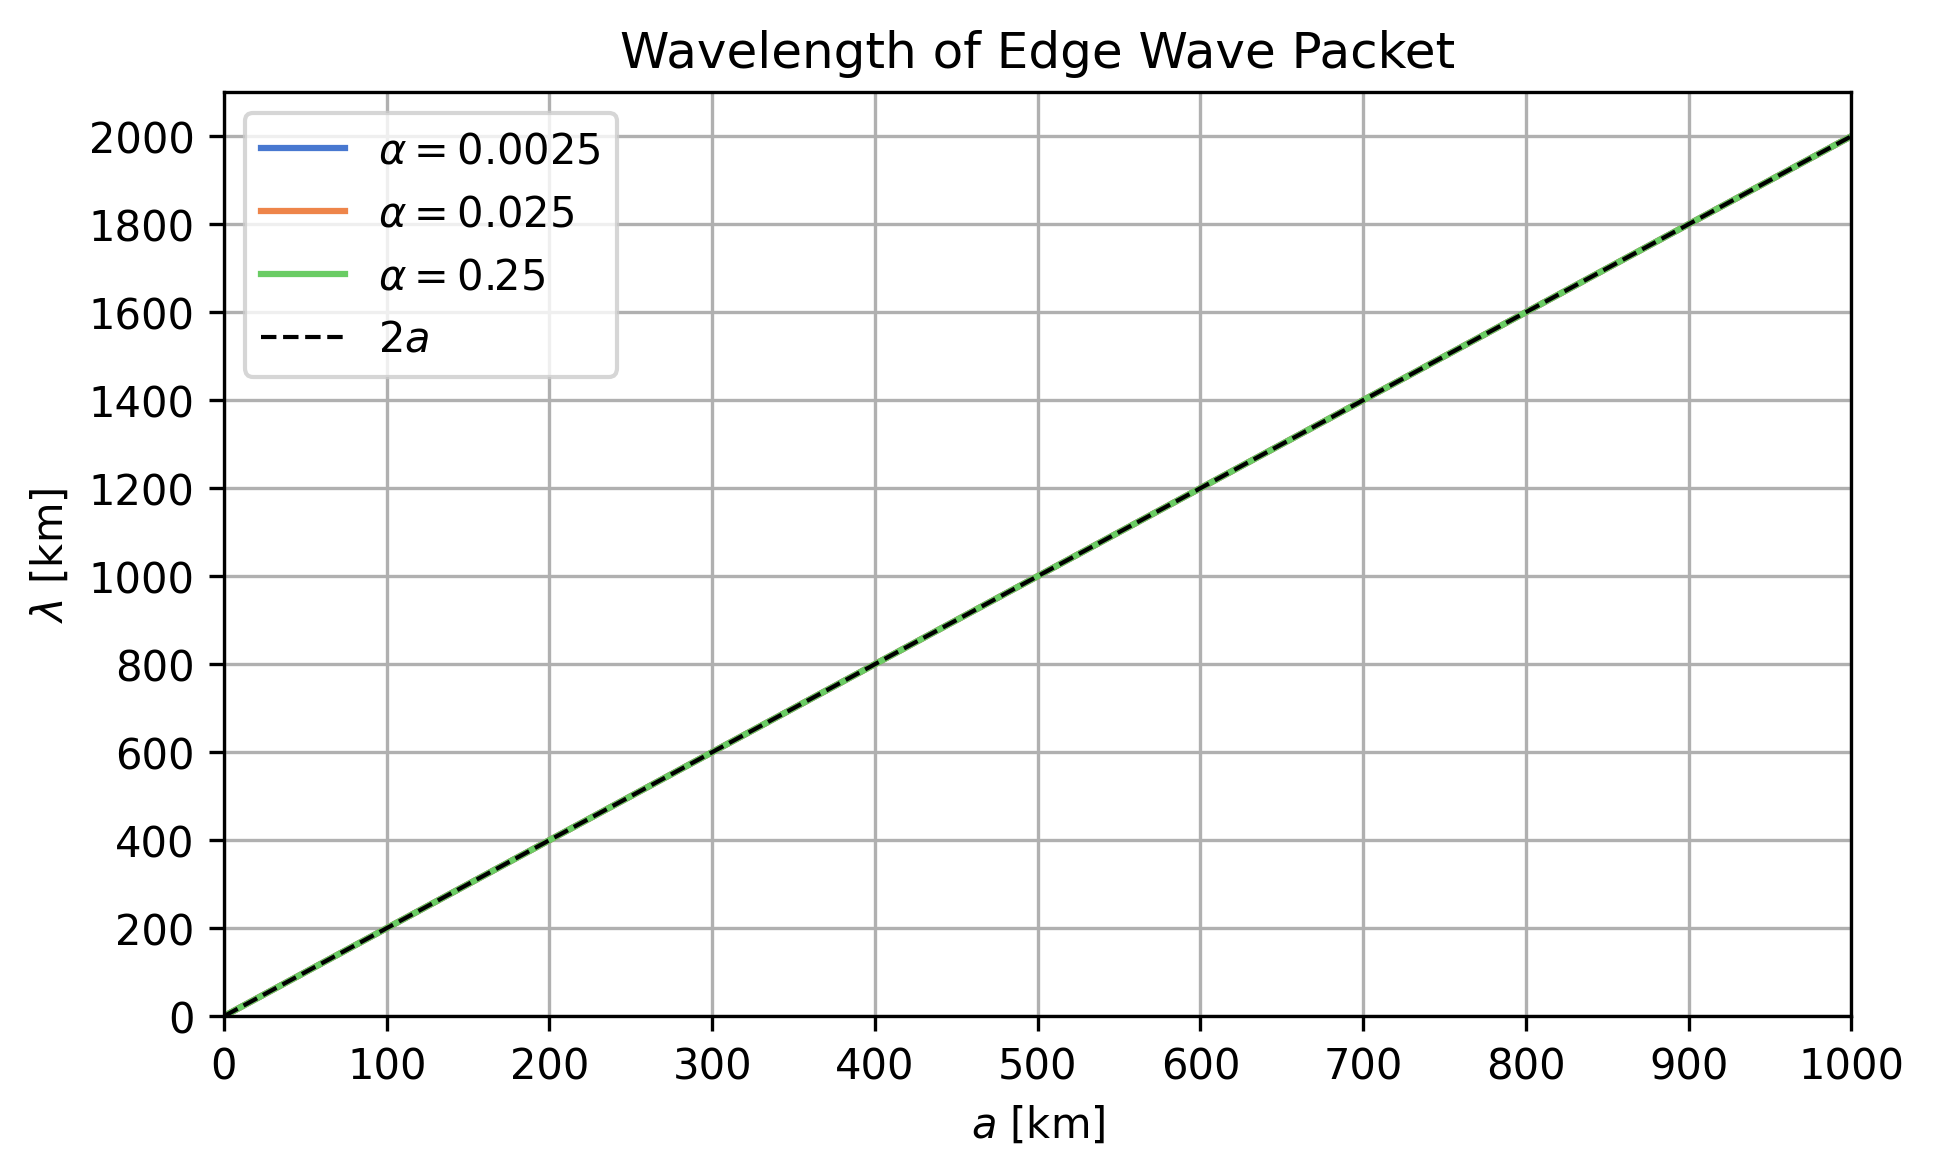 Wavelength of Edge Wave Packet
α = 0.0025
α = 0.025
α = 0.25
2a
2000
1800
1600
1400
1200
1000
800
600
400
200
0
λ [km]
0 100 200 300 400 500 600 700 800 900 1000
a [km]